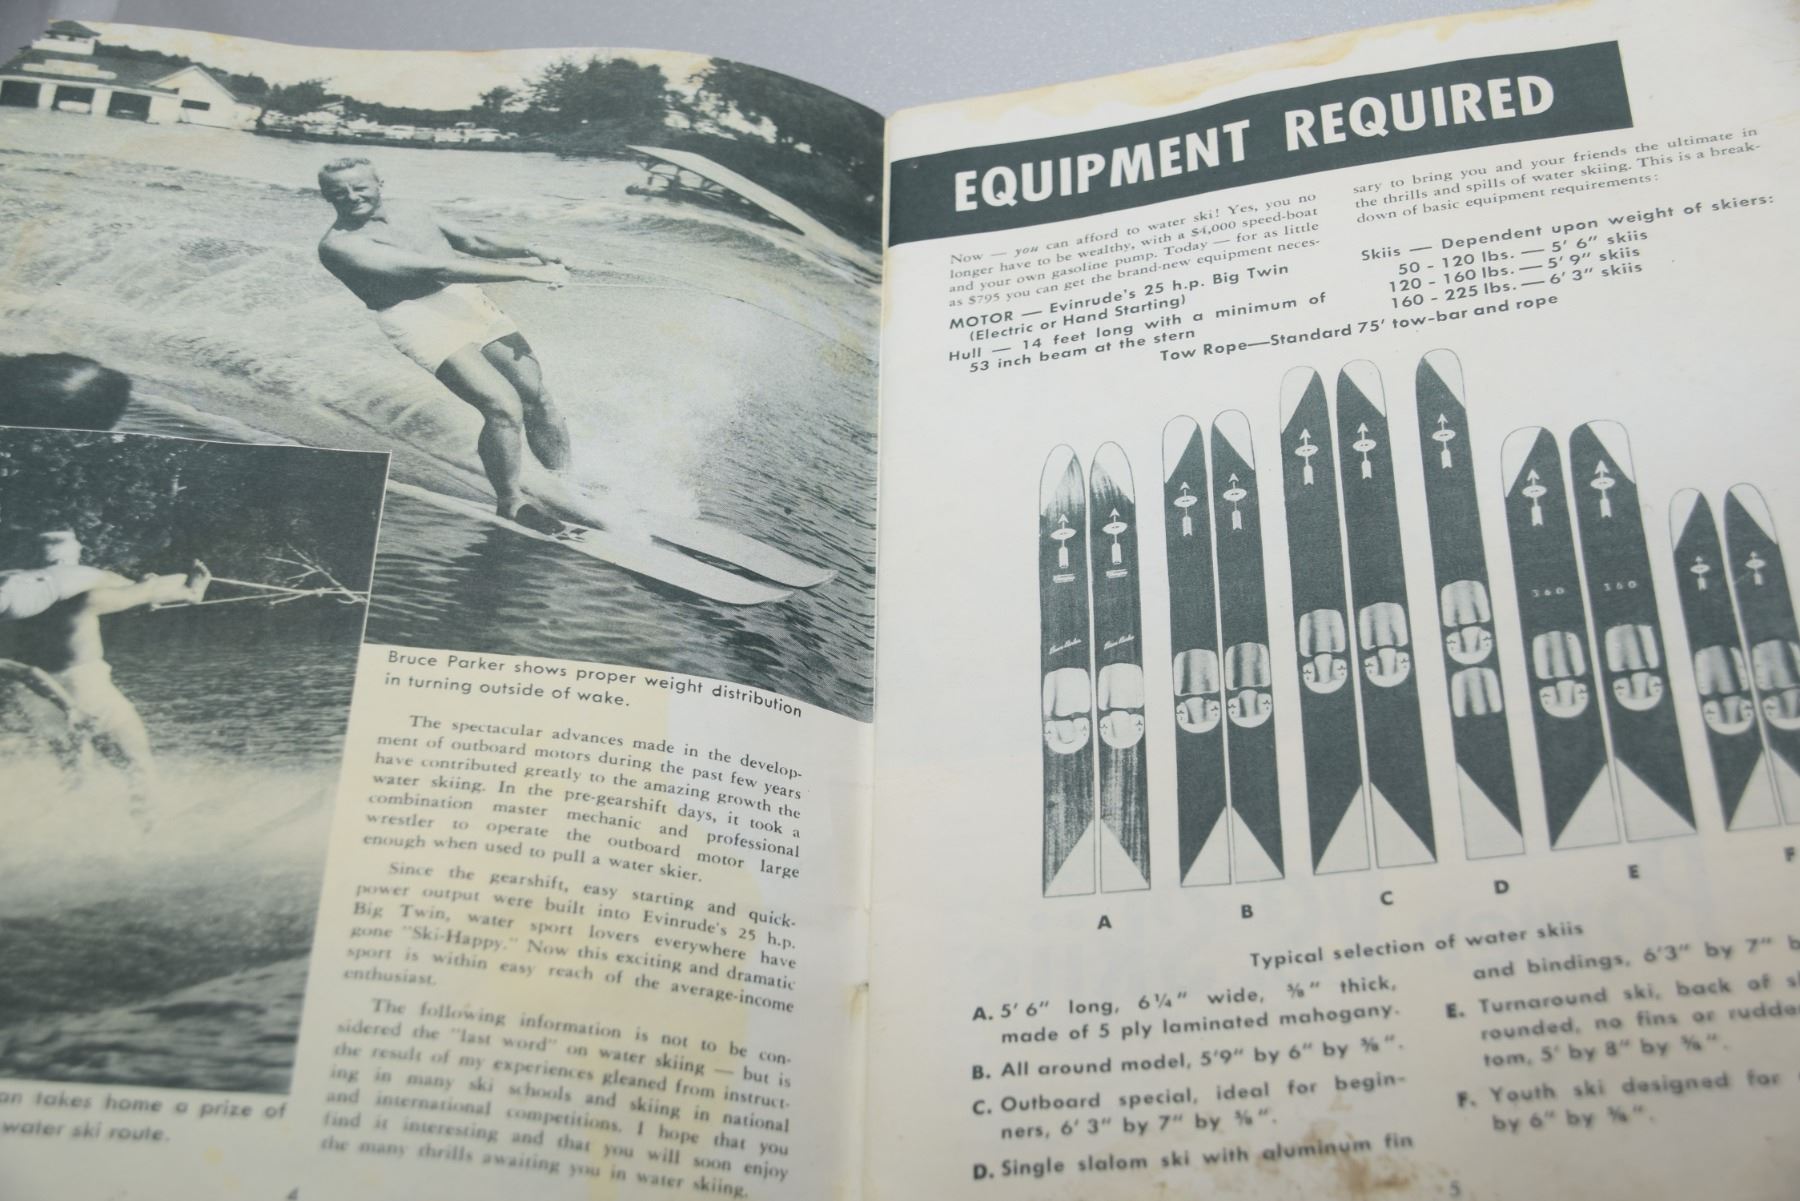 Bruce Parker shows proper weight distribution
in turning outside of wake.
The spectacular advances made in the develop-
ment of outboard motors during the past few years
have contributed greatly to the amazing growth the
water skiing. In the pre-gearshift days, it took a
combination master mechanic and professional
wrestler to operate the outboard motor large
enough when used to pull a water skier.
Since the gearshift, easy starting and quick-
power output were built into Evinrude's 25 h.p.
Big Twin, water sport lovers everywhere have
gone "Ski-Happy." Now this exciting and dramatic
sport is within easy reach of the average-income
enthusiast.
The following information is not to be con-
sidered the "last word" on water skiing — but is
the result of my experiences gleaned from instruct-
ing in many ski schools and skiing in national
and international competitions. I hope that you
find it interesting and that you will soon enjoy
the many thrills awaiting you in water skiing.
takes home a prize of
water ski route.
4
EQUIPMENT REQUIRED
Now — you can afford to water ski! Yes, you no
longer have to be wealthy, with a $4,000 speed-boat
and your own gasoline pump. Today — for as little
as $795 you can get the brand-new equipment neces-
sary to bring you and your friends the ultimate in
the thrills and spills of water skiing. This is a break-
down of basic equipment requirements:
MOTOR — Evinrude's 25 h.p. Big Twin
(Electric or Hand Starting)
Hull — 14 feet long with a minimum of
53 inch beam at the stern
Skiis — Dependent upon weight of skiers:
50 - 120 lbs. — 5' 6" skiis
120 - 160 lbs. — 5' 9" skiis
160 - 225 lbs. — 6' 3" skiis
Tow Rope—Standard 75' tow-bar and rope
360
360
A
B
C
D
E
F
Typical selection of water skiis
A. 5' 6" long, 6¼" wide, ⅝" thick,
made of 5 ply laminated mahogany.
B. All around model, 5'9" by 6" by ⅝".
C. Outboard special, ideal for begin-
ners, 6' 3" by 7" by ⅝".
D. Single slalom ski with aluminum fin
and bindings, 6'3" by 7" b
E. Turnaround ski, back of
rounded, no fins or
tom, 5' by 8" by ⅝".
F. Youth ski designed for
by 6" by ⅝".
5